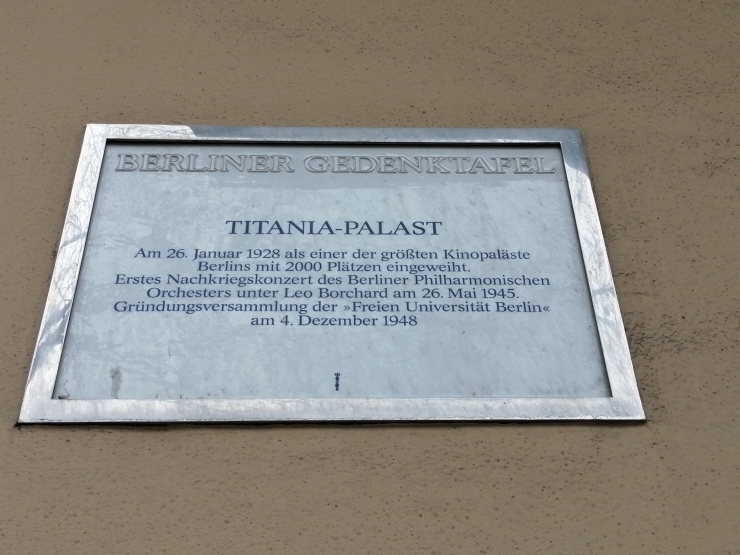 BERLINER GEDENKTAFEL
TITANIA-PALAST
Am 26. Januar 1928 als einer der größten Kinopaläste
Berlins mit 2000 Plätzen eingeweiht.
Erstes Nachkriegskonzert des Berliner Philharmonischen
Orchesters unter Leo Borchard am 26. Mai 1945.
Gründungsversammlung der »Freien Universität Berlin«
am 4. Dezember 1948